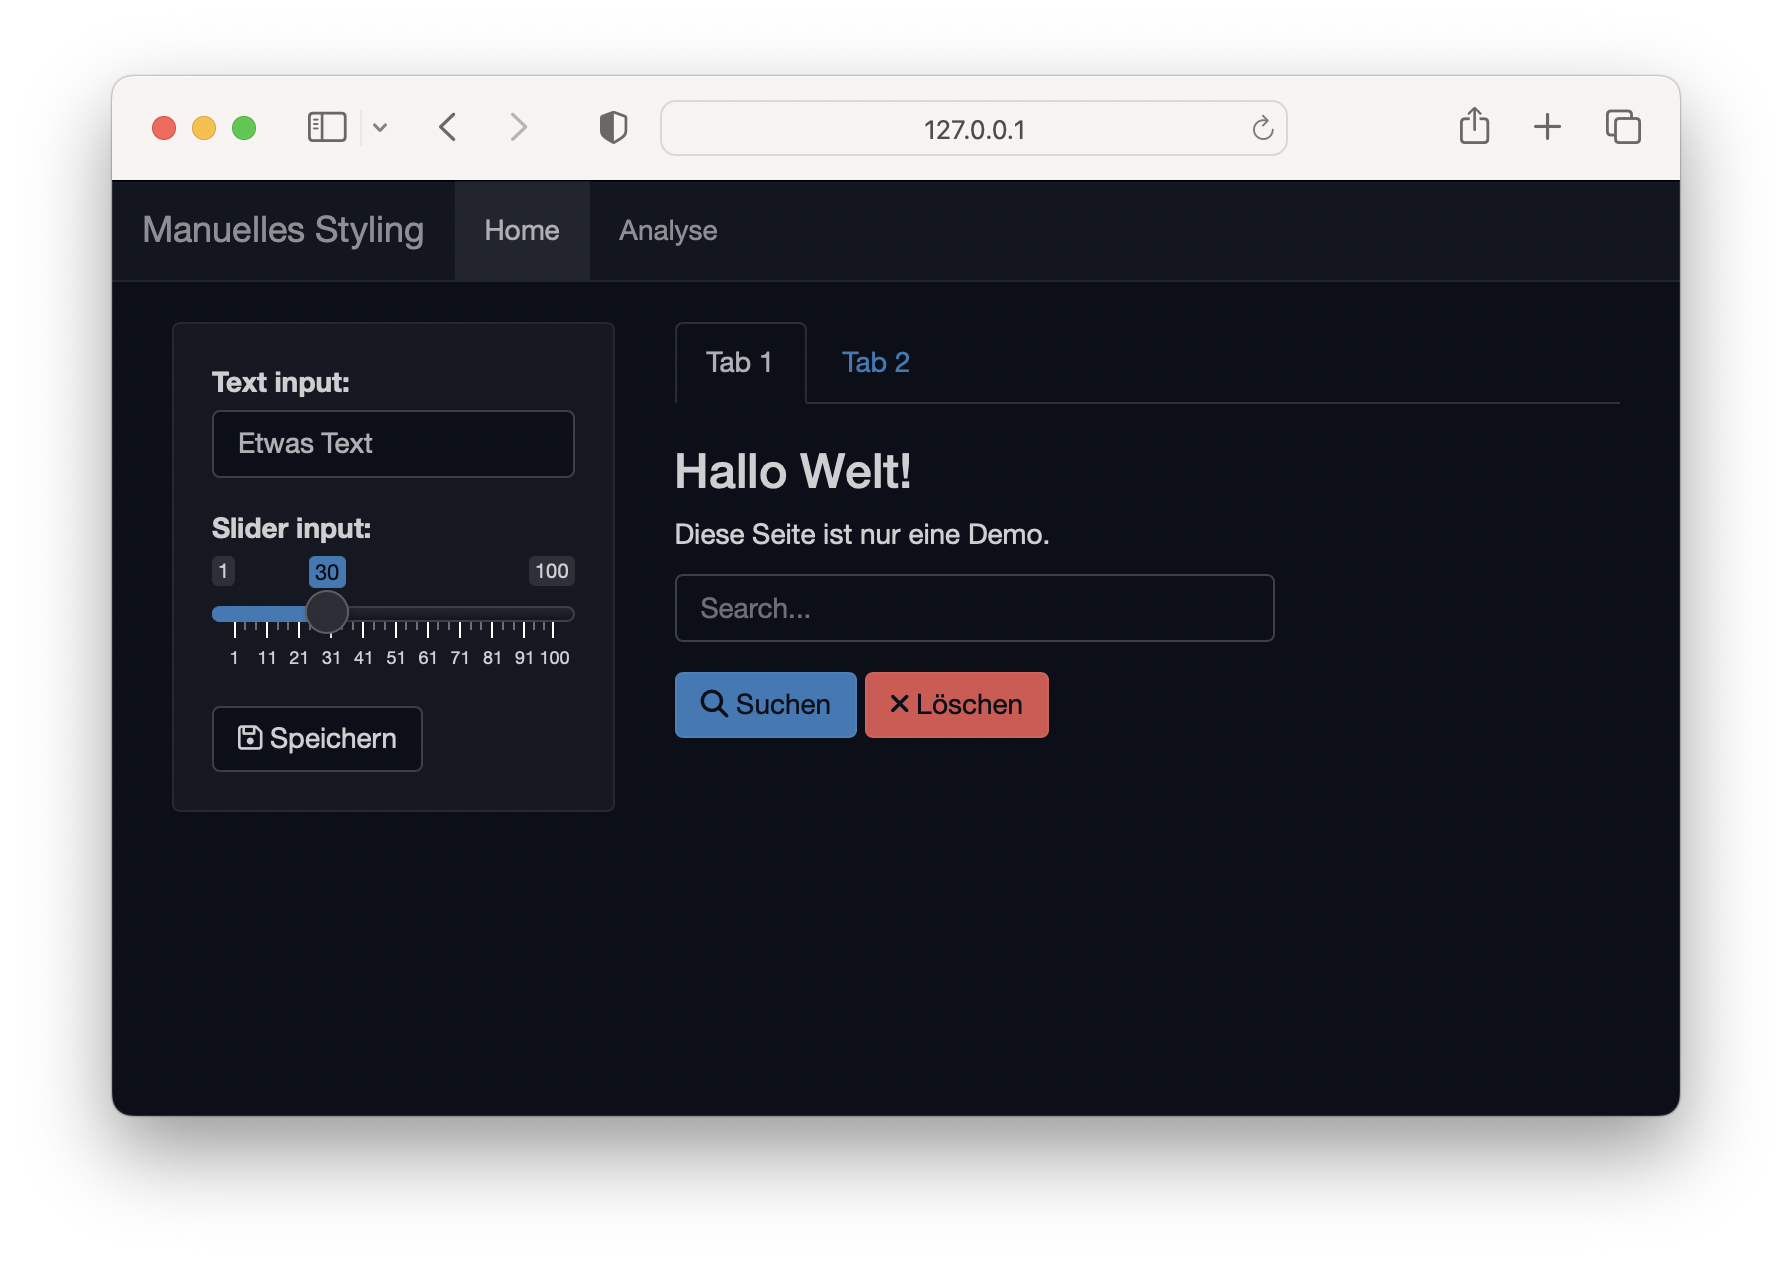 127.0.0.1
Manuelles Styling Home Analyse
Text input:
Etwas Text
Slider input:
1 30 100
1 11 21 31 41 51 61 71 81 91 100
Speichern
Tab 1 Tab 2
Hallo Welt!
Diese Seite ist nur eine Demo.
Search...
Suchen Löschen